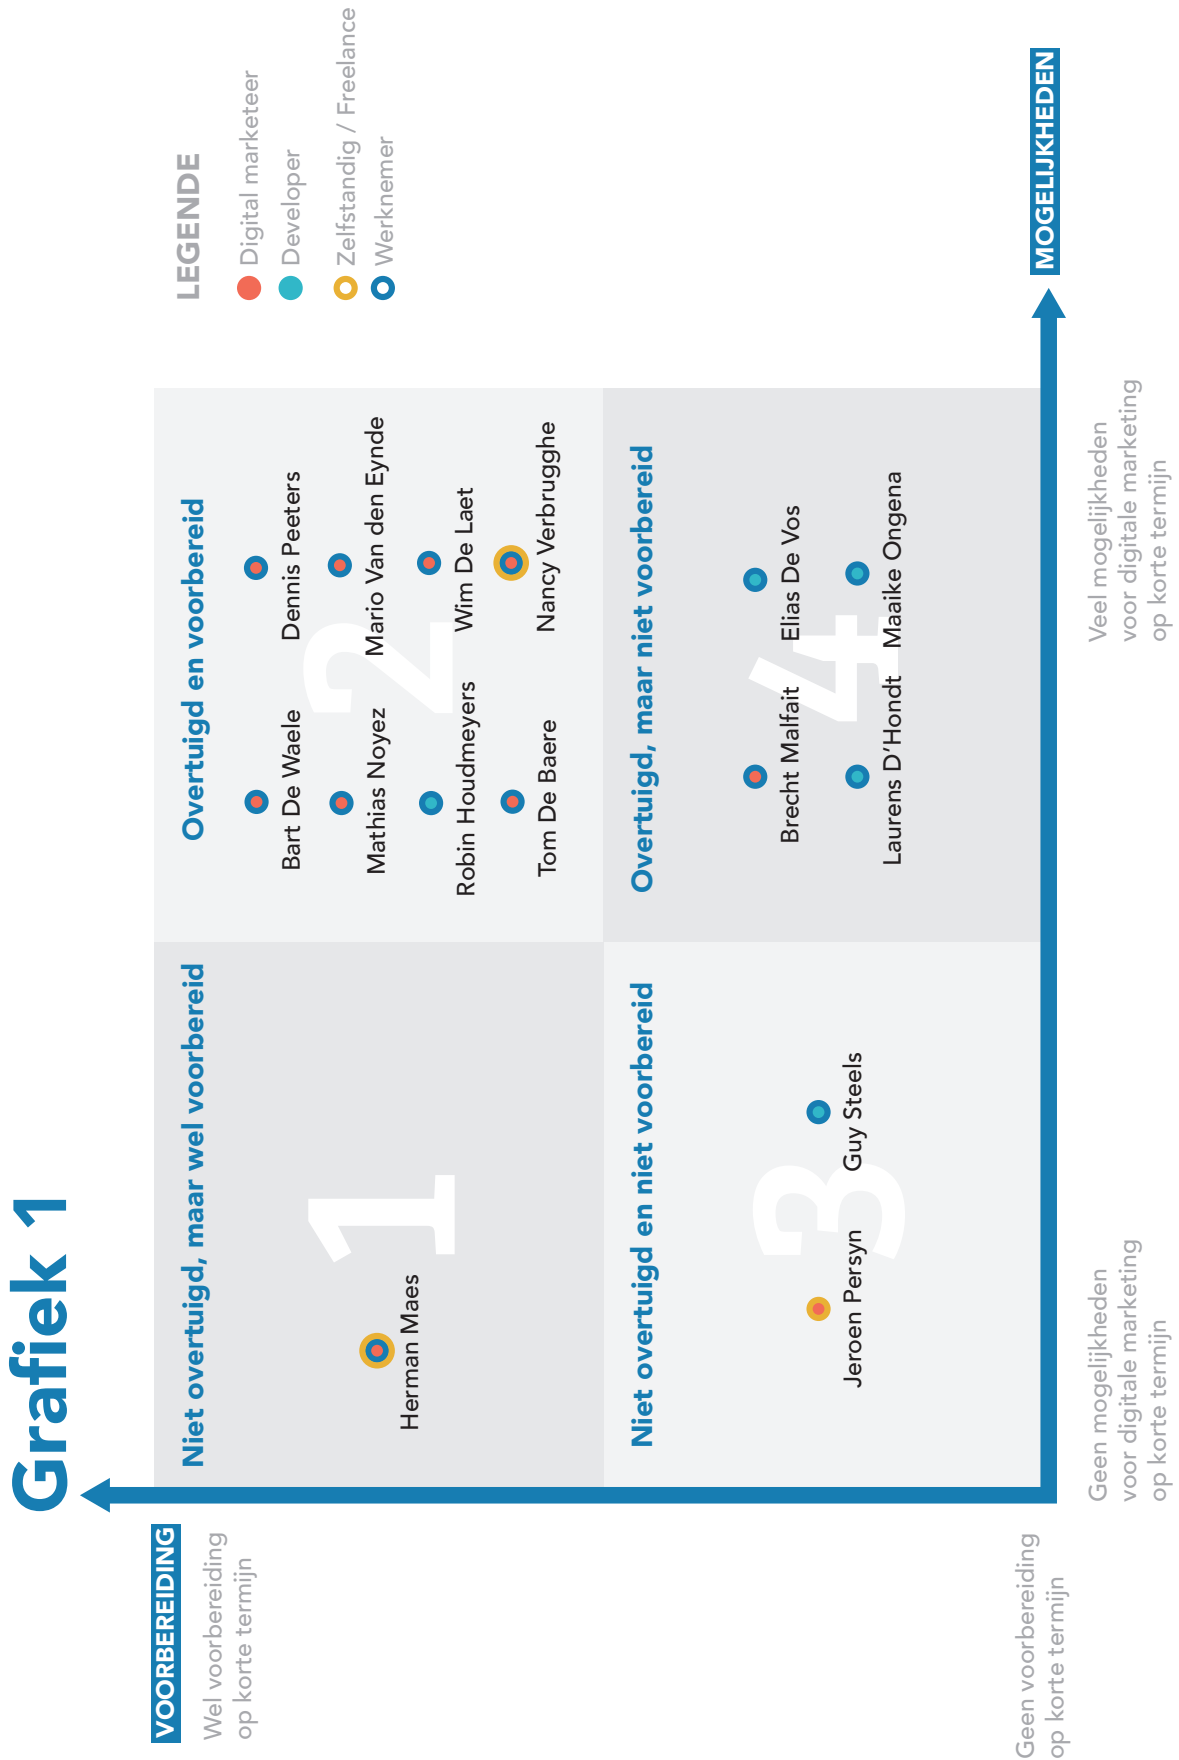 Grafiek 1
VOORBEREIDING
Wel voorbereiding
op korte termijn
Geen voorbereiding
op korte termijn
Niet overtuigd, maar wel voorbereid
1
Herman Maes
Overtuigd en voorbereid
2
Bart De Waele
Dennis Peeters
Mathias Noyez
Mario Van den Eynde
Robin Houdmeyers
Wim De Laet
Tom De Baere
Nancy Verbrugghe
Niet overtuigd en niet voorbereid
3
Jeroen Persyn
Guy Steels
Overtuigd, maar niet voorbereid
4
Brecht Malfait
Elias De Vos
Laurens D’Hondt
Maaike Ongena
LEGENDE
Digital marketeer
Developer
Zelfstandig / Freelance
Werknemer
MOGELIJKHEDEN
Geen mogelijkheden
voor digitale marketing
op korte termijn
Veel mogelijkheden
voor digitale marketing
op korte termijn